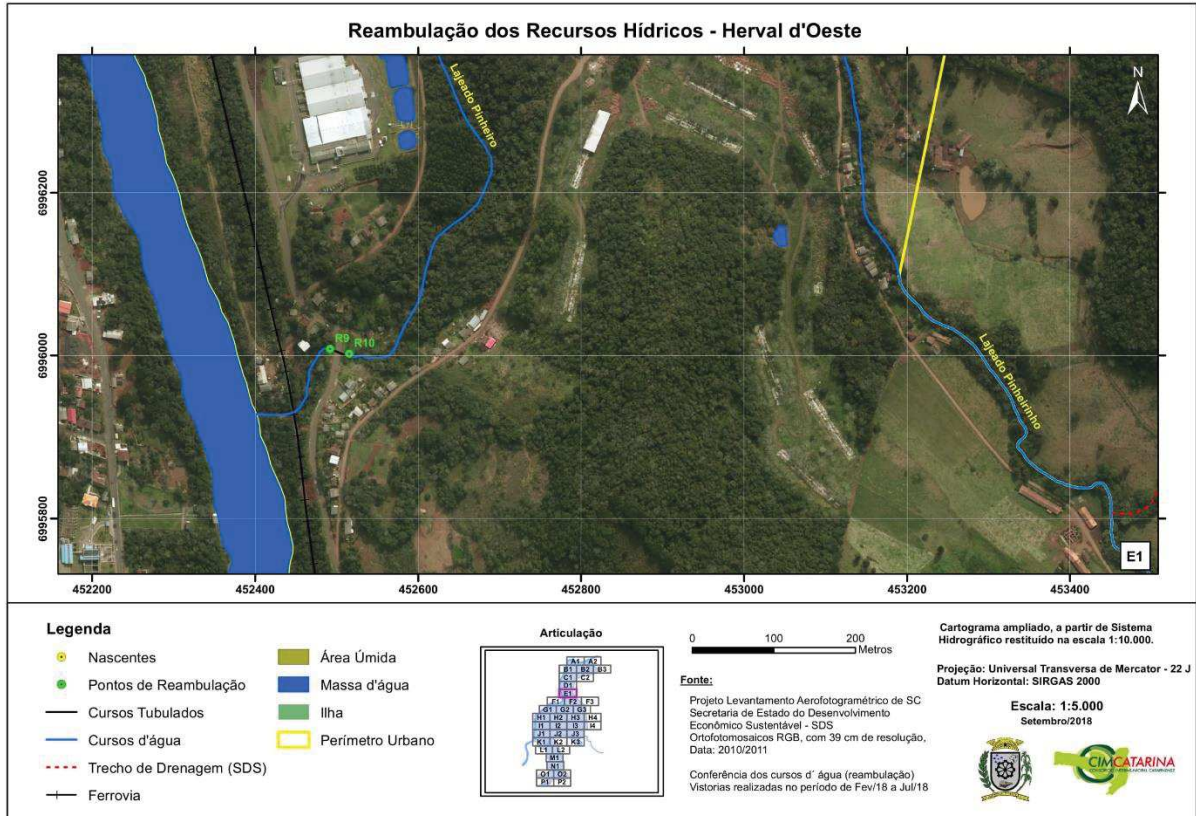 Reambulação dos Recursos Hídricos - Herval d'Oeste
Lajeado Pinheiro
N
6996200
6996000
6995800
R9
R10
Lajeado Pinheirinho
E1
452200
452400
452600
452800
453000
453200
453400
Legenda
Nascentes
Pontos de Reambulação
Cursos Tubulados
Cursos d'água
Trecho de Drenagem (SDS)
Ferrovia
Área Úmida
Massa d'água
Ilha
Perímetro Urbano
Articulação
A1 A2
B1 B2 B3
C1 C2
D1
E1
F1 F2 F3
G1 G2 G3
H1 H2 H3 H4
I1 I2 I3 I4
J1 J2 J3
K1 K2 K3
L1 L2
M1
N1
O1 O2
P1 P2
0 100 200
Metros
Fonte:
Projeto Levantamento Aerofotogramétrico de SC
Secretaria de Estado do Desenvolvimento
Econômico Sustentável - SDS
Ortofotomosaicos RGB, com 39 cm de resolução,
Data: 2010/2011
Conferência dos cursos d´ água (reambulação)
Vistorias realizadas no período de Fev/18 a Jul/18
Cartograma ampliado, a partir de Sistema
Hidrográfico restituído na escala 1:10.000.
Projeção: Universal Transversa de Mercator - 22 J
Datum Horizontal: SIRGAS 2000
Escala: 1:5.000
Setembro/2018
CIMCATARINA